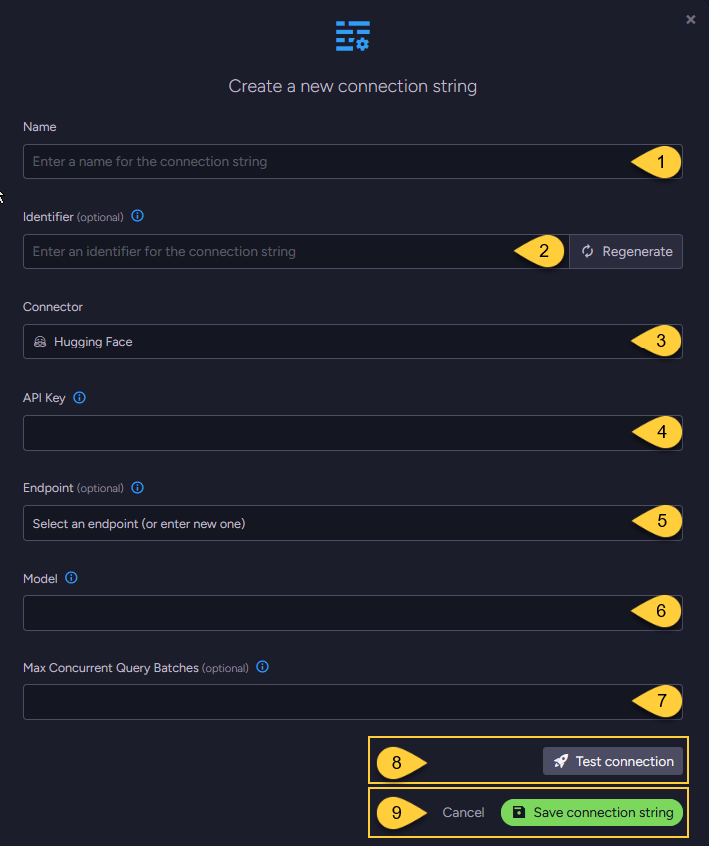 ×
Create a new connection string
Name
Enter a name for the connection string 1
Identifier (optional) i
Enter an identifier for the connection string 2 Regenerate
Connector
Hugging Face 3
API Key i
4
Endpoint (optional) i
Select an endpoint (or enter new one) 5
Model i
6
Max Concurrent Query Batches (optional) i
7
8 Test connection
9 Cancel Save connection string